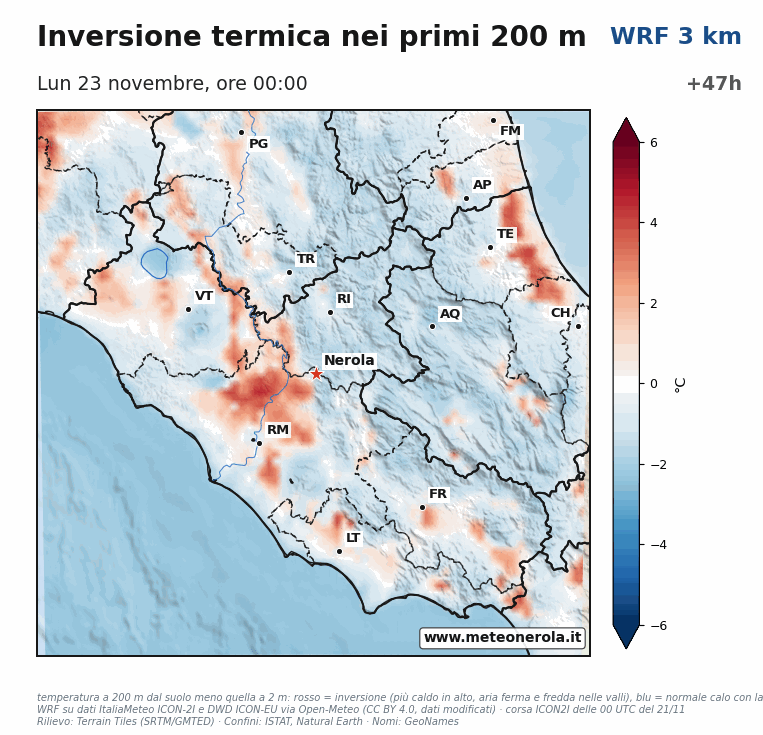 Inversione termica nei primi 200 m WRF 3 km
Lun 23 novembre, ore 00:00 +47h
FM
PG
AP
TE
TR
RI
VT
AQ
CH
Nerola
RM
FR
LT
6
4
2
0
−2
−4
−6
°C
www.meteonerola.it
temperatura a 200 m dal suolo meno quella a 2 m: rosso = inversione (più caldo in alto, aria ferma e fredda nelle valli), blu = normale calo con la
WRF su dati ItaliaMeteo ICON-2I e DWD ICON-EU via Open-Meteo (CC BY 4.0, dati modificati) · corsa ICON2I delle 00 UTC del 21/11
Rilievo: Terrain Tiles (SRTM/GMTED) · Confini: ISTAT, Natural Earth · Nomi: GeoNames